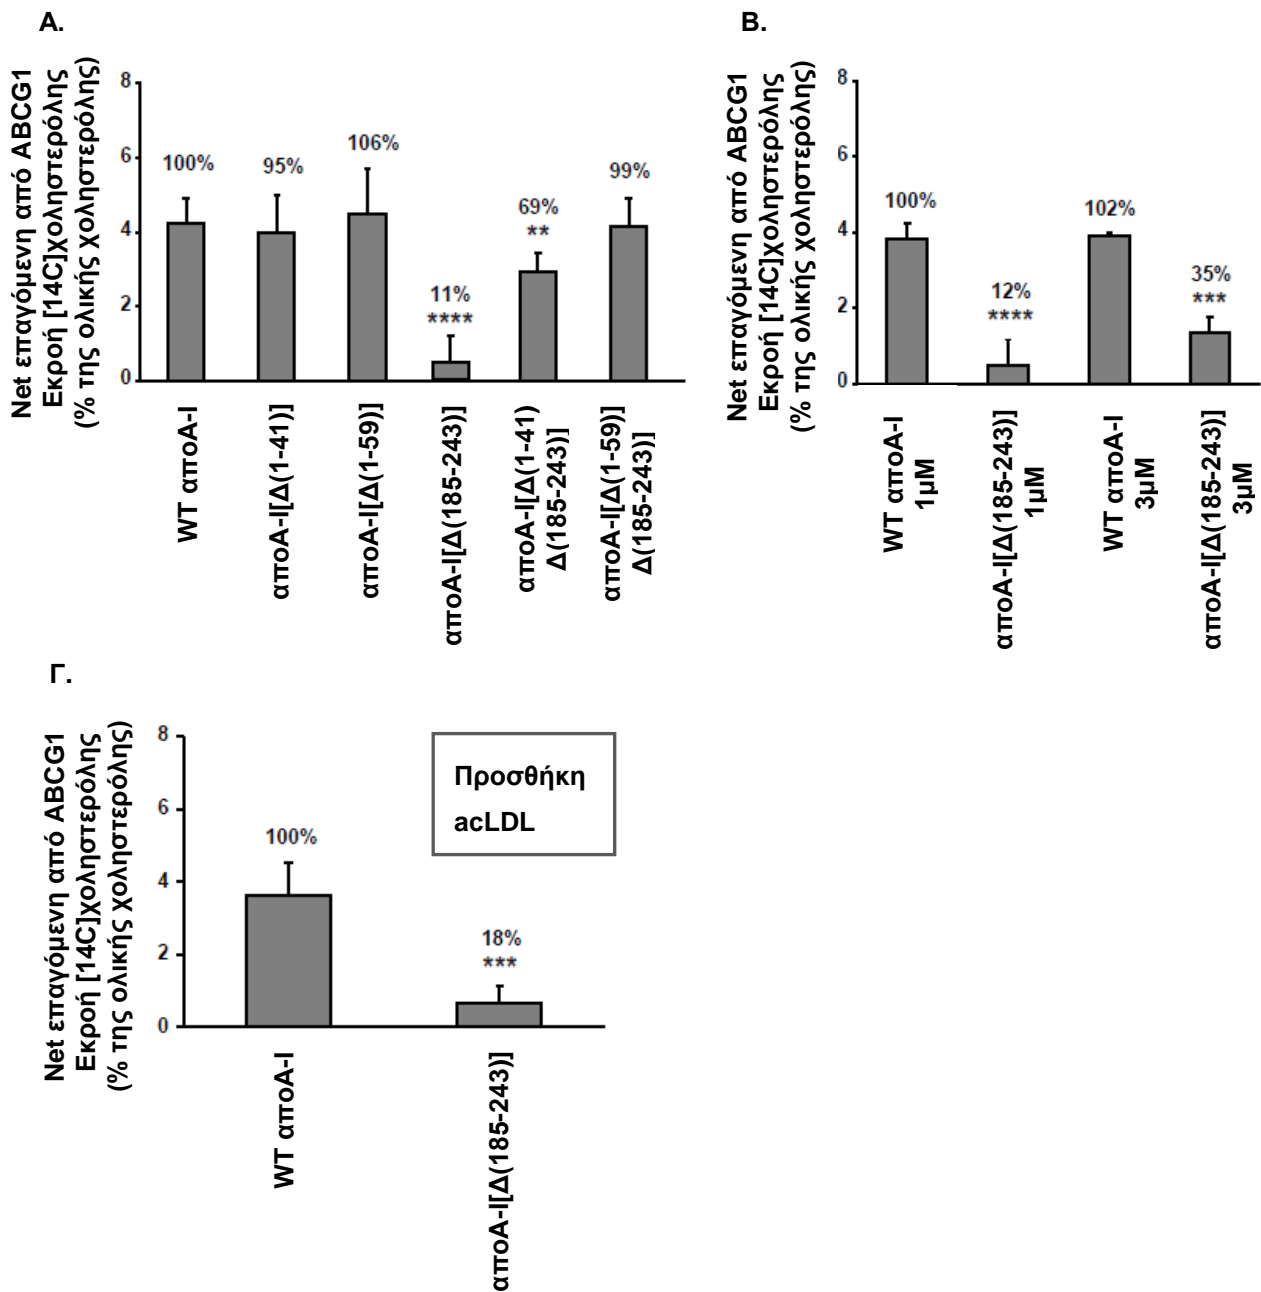 Α.
Net επαγόμενη από ABCG1
Εκροή [14C]χοληστερόλης
(% της ολικής χοληστερόλης)
8
6
4
2
0
100%
95%
106%
11%
****
69%
**
99%
WT αποA-I
αποA-I[Δ(1-41)]
αποA-I[Δ(1-59)]
αποA-I[Δ(185-243)]
αποA-I[Δ(1-41)
Δ(185-243)]
αποA-I[Δ(1-59)]
Δ(185-243)]
Β.
Net επαγόμενη από ABCG1
Εκροή [14C]χοληστερόλης
(% της ολικής χοληστερόλης)
8
6
4
2
0
100%
12%
****
102%
35%
***
WT αποA-I
1μM
αποA-I[Δ(185-243)]
1μM
WT αποA-I
3μM
αποA-I[Δ(185-243)]
3μM
Γ.
Net επαγόμενη από ABCG1
Εκροή [14C]χοληστερόλης
(% της ολικής χοληστερόλης)
8
6
4
2
0
Προσθήκη
acLDL
100%
18%
***
WT αποA-I
αποA-I[Δ(185-243)]